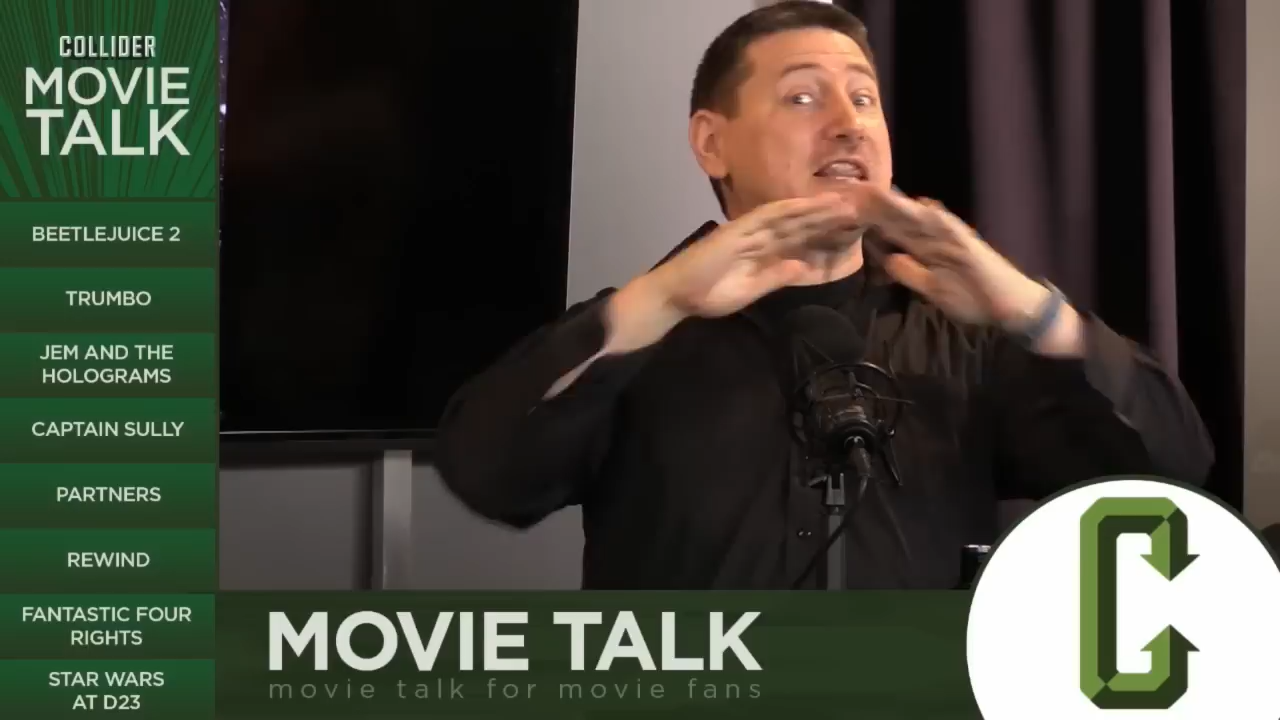 COLLIDER
MOVIE
TALK
BEETLEJUICE 2
TRUMBO
JEM AND THE
HOLOGRAMS
CAPTAIN SULLY
PARTNERS
REWIND
FANTASTIC FOUR
RIGHTS
STAR WARS
AT D23
MOVIE TALK
movie talk for movie fans
C